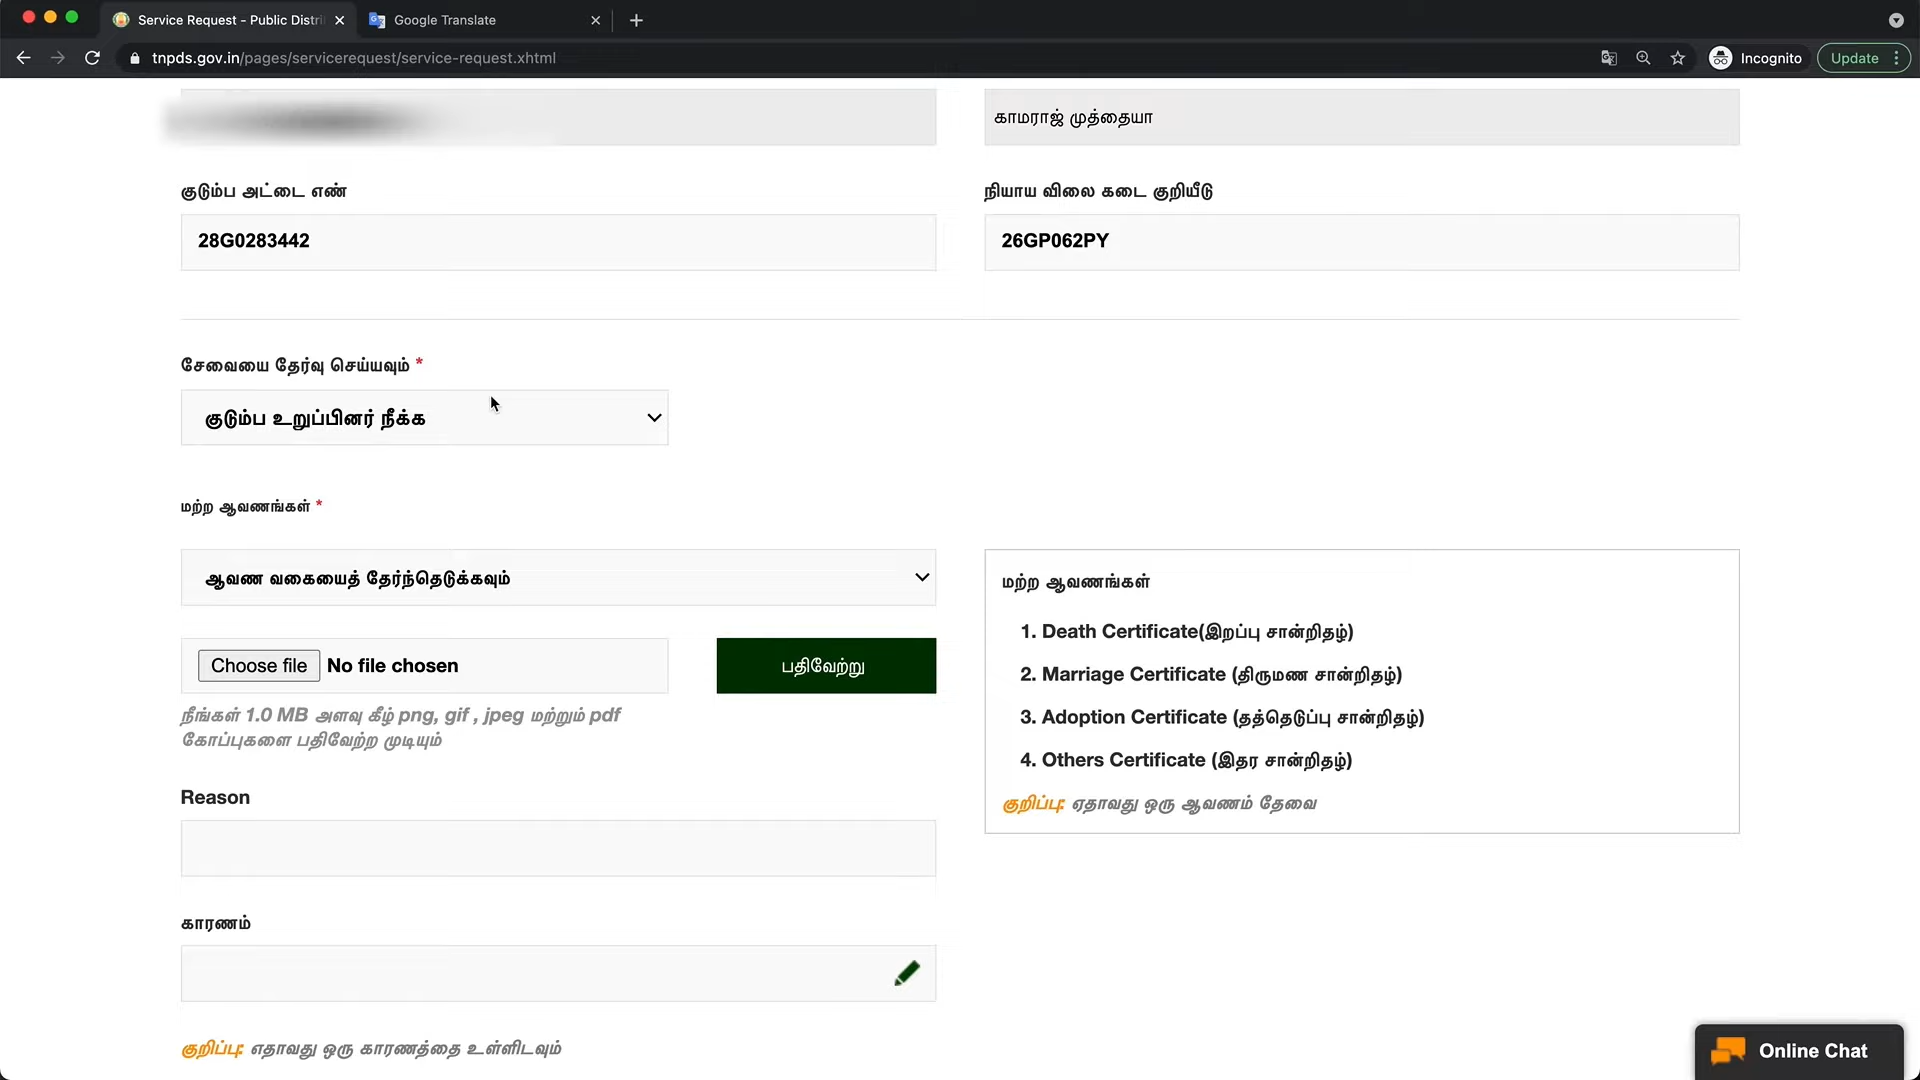 Service Request - Public Distri
Google Translate
tnpds.gov.in/pages/servicerequest/service-request.xhtml
Incognito
Update
காமராஜ் முத்தையா
குடும்ப அட்டை எண்
நியாய விலை கடை குறியீடு
28G0283442
26GP062PY
சேவையை தேர்வு செய்யவும் *
குடும்ப உறுப்பினர் நீக்க
மற்ற ஆவணங்கள் *
ஆவண வகையைத் தேர்ந்தெடுக்கவும்
Choose file No file chosen
பதிவேற்று
நீங்கள் 1.0 MB அளவு கீழ் png, gif , jpeg மற்றும் pdf
கோப்புகளை பதிவேற்ற முடியும்
மற்ற ஆவணங்கள்
1. Death Certificate(இறப்பு சான்றிதழ்)
2. Marriage Certificate (திருமண சான்றிதழ்)
3. Adoption Certificate (தத்தெடுப்பு சான்றிதழ்)
4. Others Certificate (இதர சான்றிதழ்)
குறிப்பு: ஏதாவது ஒரு ஆவணம் தேவை
Reason
காரணம்
குறிப்பு: எதாவது ஒரு காரணத்தை உள்ளிடவும்
Online Chat